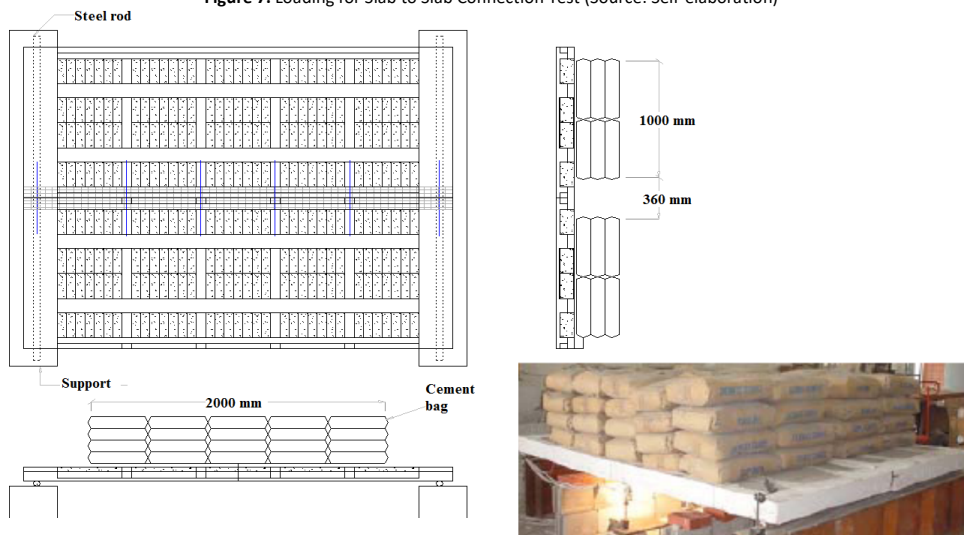 Figure 7. Loading for Slab to Slab Connection Test (Source: Self-elaboration)
Steel rod
1000 mm
360 mm
Support
2000 mm
Cement
bag